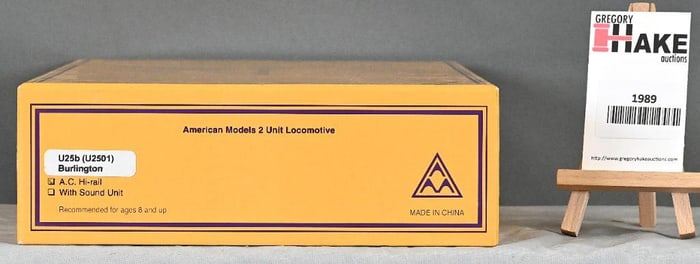 American Models 2 Unit Locomotive
U25b (U2501)
Burlington
A.C. Hi-rail
With Sound Unit
Recommended for ages 8 and up
MADE IN CHINA
GREGORY
HAKE
auctions
1989
http://www.gregoryhakeauctions.com